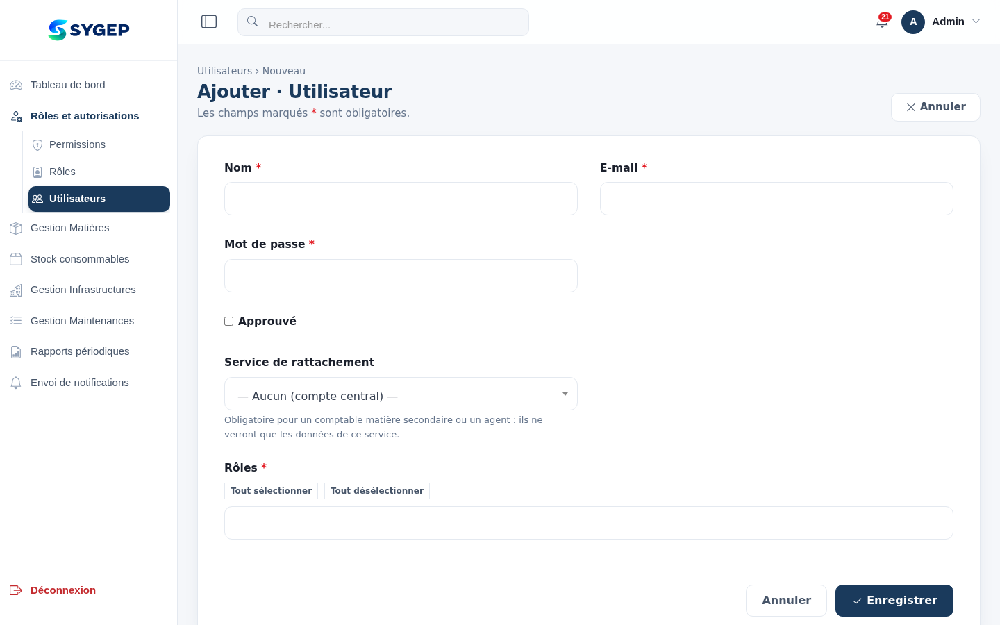 SYGEP
Rechercher...
21
A
Admin
Tableau de bord
Rôles et autorisations
Permissions
Rôles
Utilisateurs
Gestion Matières
Stock consommables
Gestion Infrastructures
Gestion Maintenances
Rapports périodiques
Envoi de notifications
Déconnexion
Utilisateurs › Nouveau
Ajouter · Utilisateur
Les champs marqués * sont obligatoires.
Annuler
Nom *
E-mail *
Mot de passe *
Approuvé
Service de rattachement
— Aucun (compte central) —
Obligatoire pour un comptable matière secondaire ou un agent : ils ne
verront que les données de ce service.
Rôles *
Tout sélectionner
Tout désélectionner
Annuler
Enregistrer